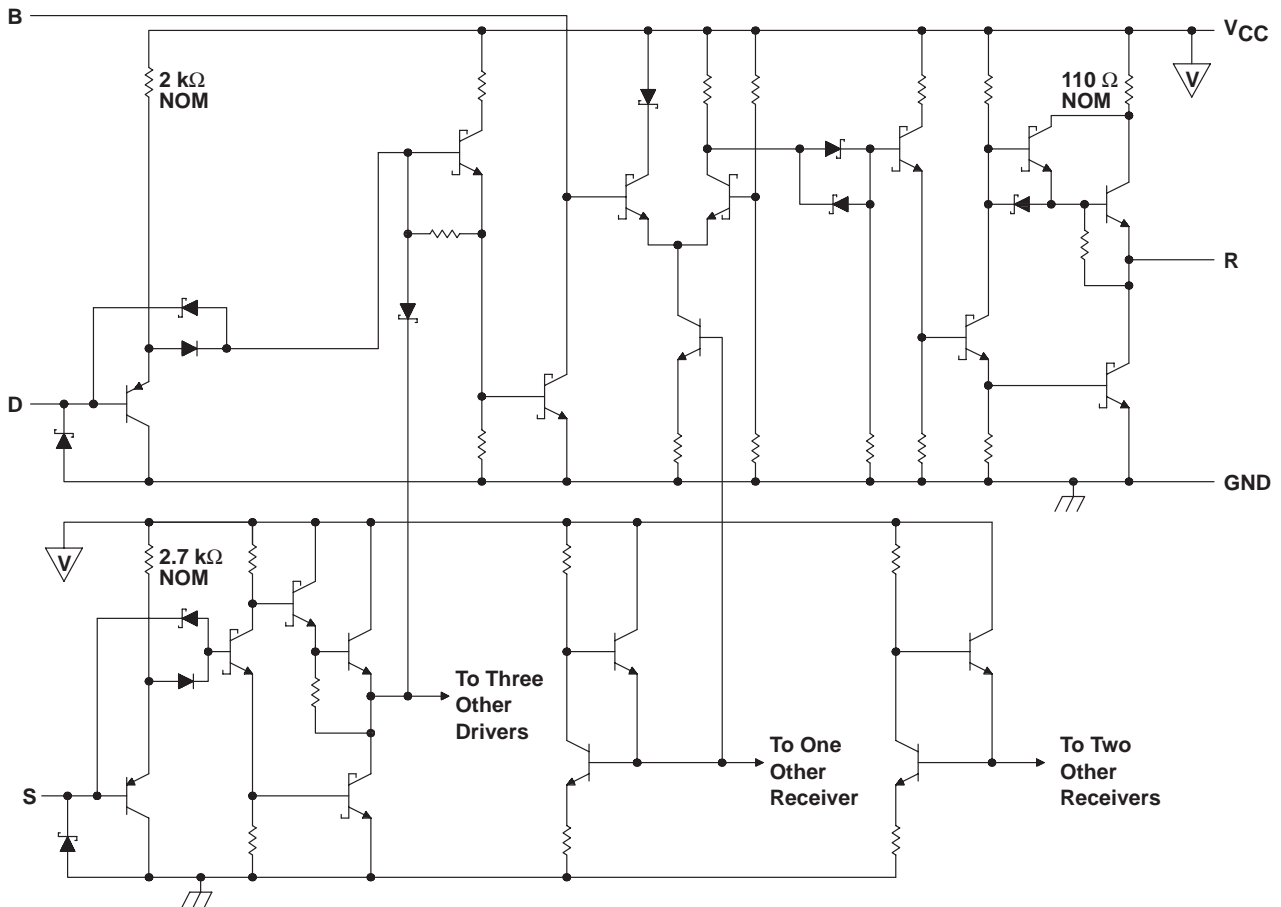 B
VCC
2 kΩ
NOM
110 Ω
NOM
V
R
D
GND
V
2.7 kΩ
NOM
To Three
Other
Drivers
To One
Other
Receiver
To Two
Other
Receivers
S